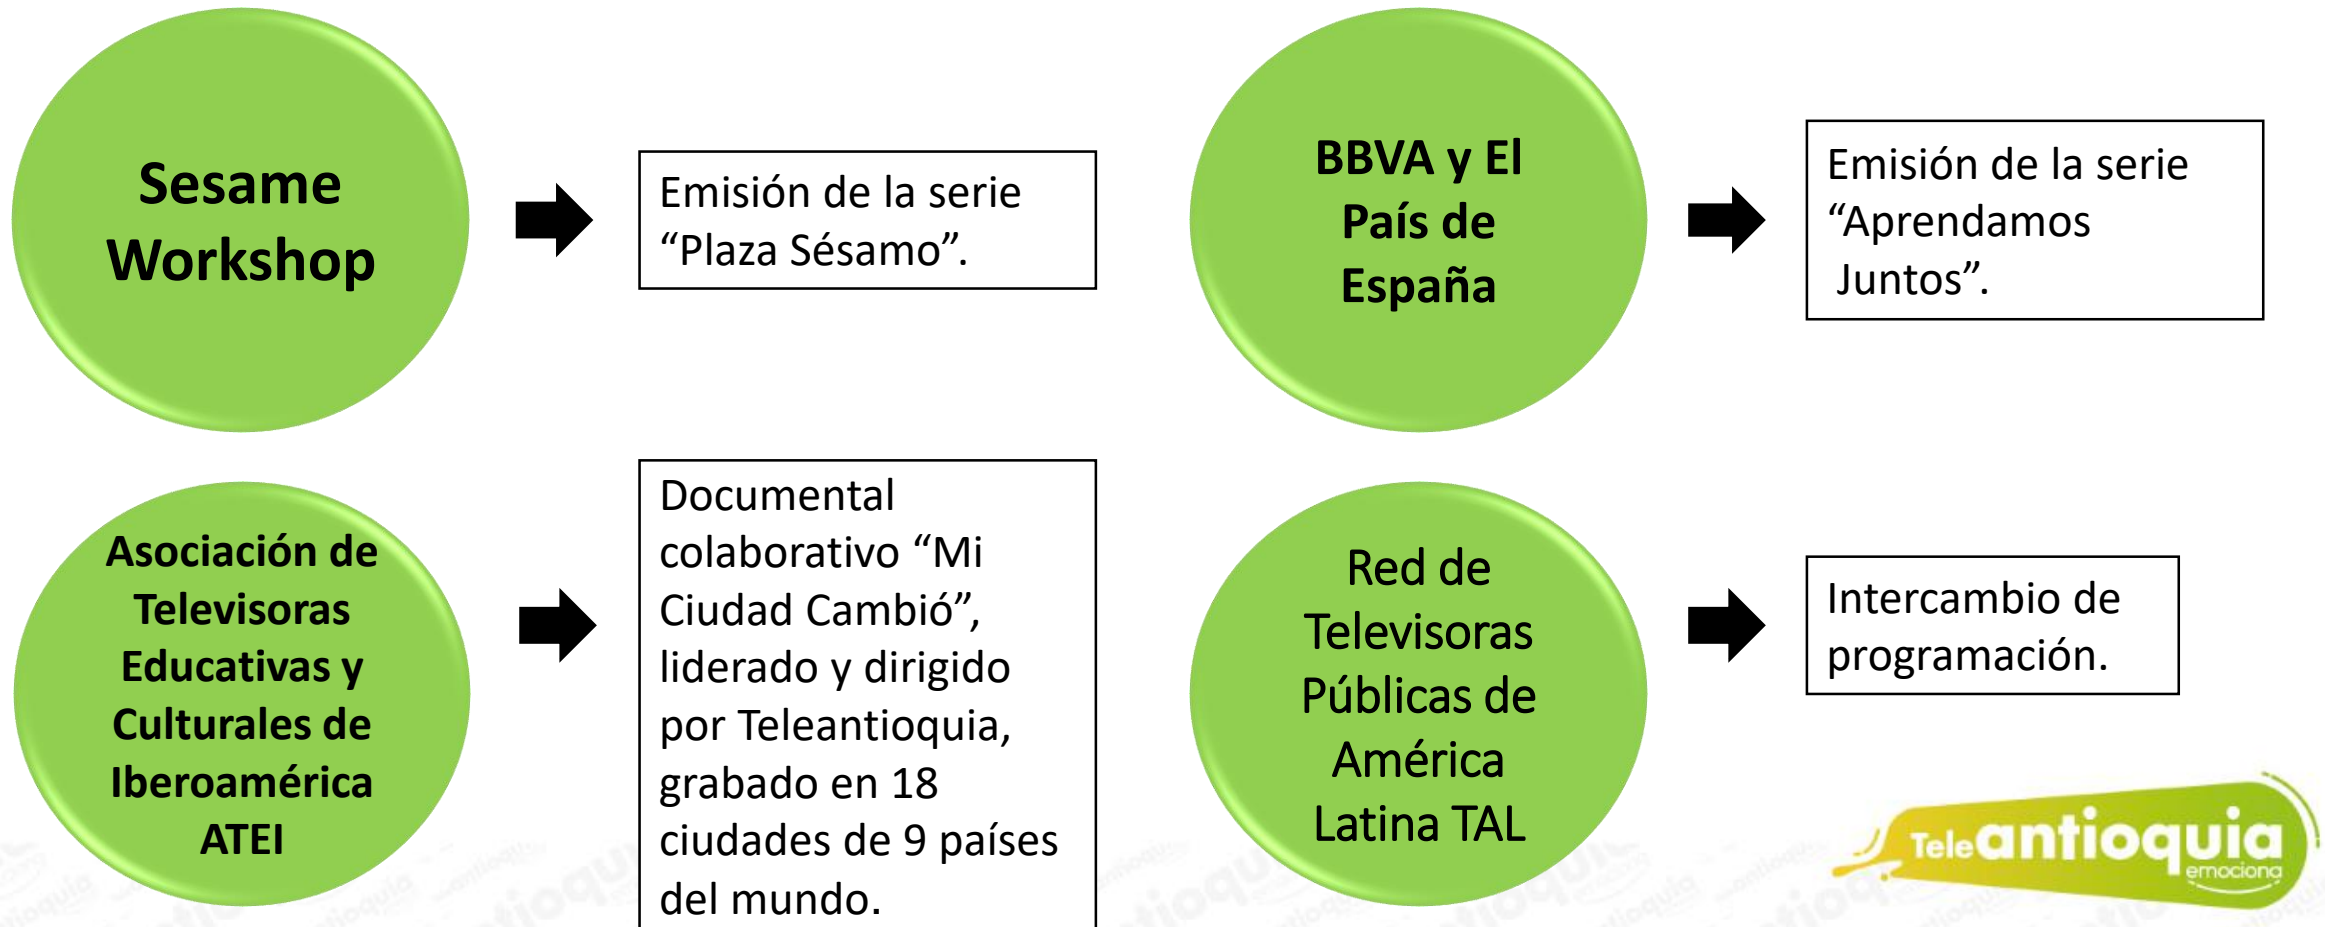 Sesame
Workshop
Emisión de la serie
“Plaza Sésamo”.
BBVA y El
País de
España
Emisión de la serie
“Aprendamos
Juntos”.
Asociación de
Televisoras
Educativas y
Culturales de
Iberoamérica
ATEI
Documental
colaborativo “Mi
Ciudad Cambió”,
liderado y dirigido
por Teleantioquia,
grabado en 18
ciudades de 9 países
del mundo.
Red de
Televisoras
Públicas de
América
Latina TAL
Intercambio de
programación.
Teleantioquia
emociona